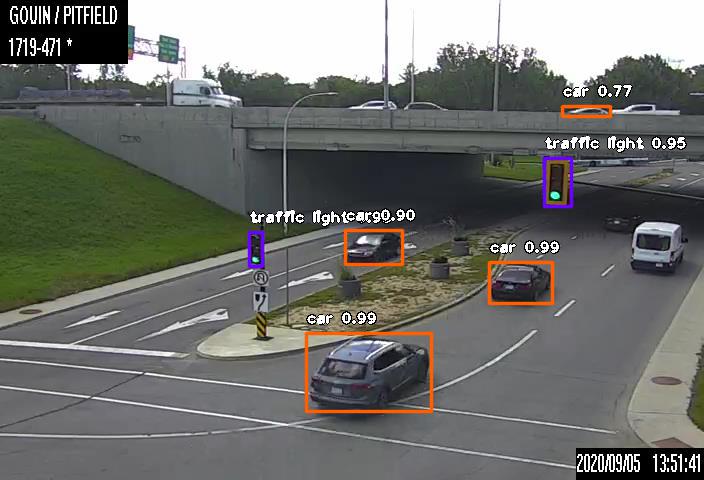 GOUIN / PITFIELD
1719-471 *
car 0.77
traffic light 0.95
car 0.90
traffic light
car 0.99
car 0.99
2020/09/05 13:51:41